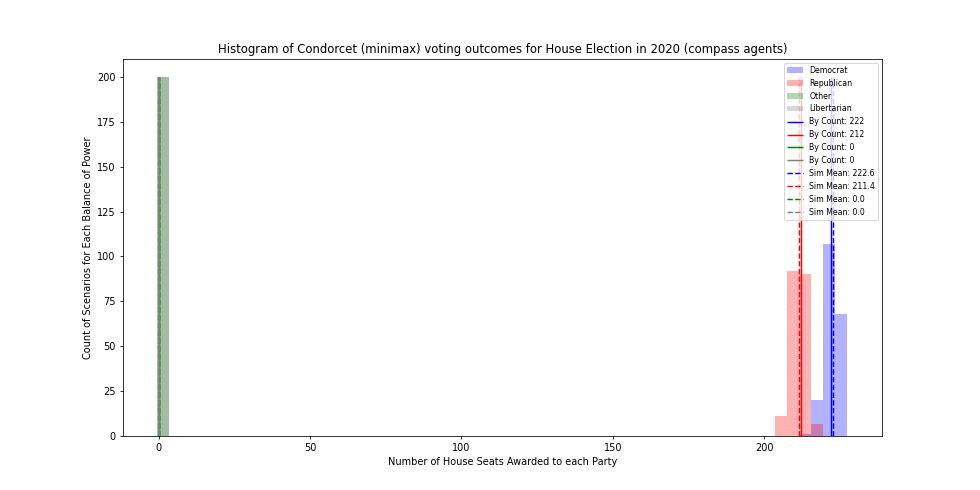 Histogram of Condorcet (minimax) voting outcomes for House Election in 2020 (compass agents)
Count of Scenarios for Each Balance of Power
200
175
150
125
100
75
50
25
0
Democrat
Republican
Other
Libertarian
By Count: 222
By Count: 212
By Count: 0
By Count: 0
Sim Mean: 222.6
Sim Mean: 211.4
Sim Mean: 0.0
Sim Mean: 0.0
0
50
100
150
200
Number of House Seats Awarded to each Party